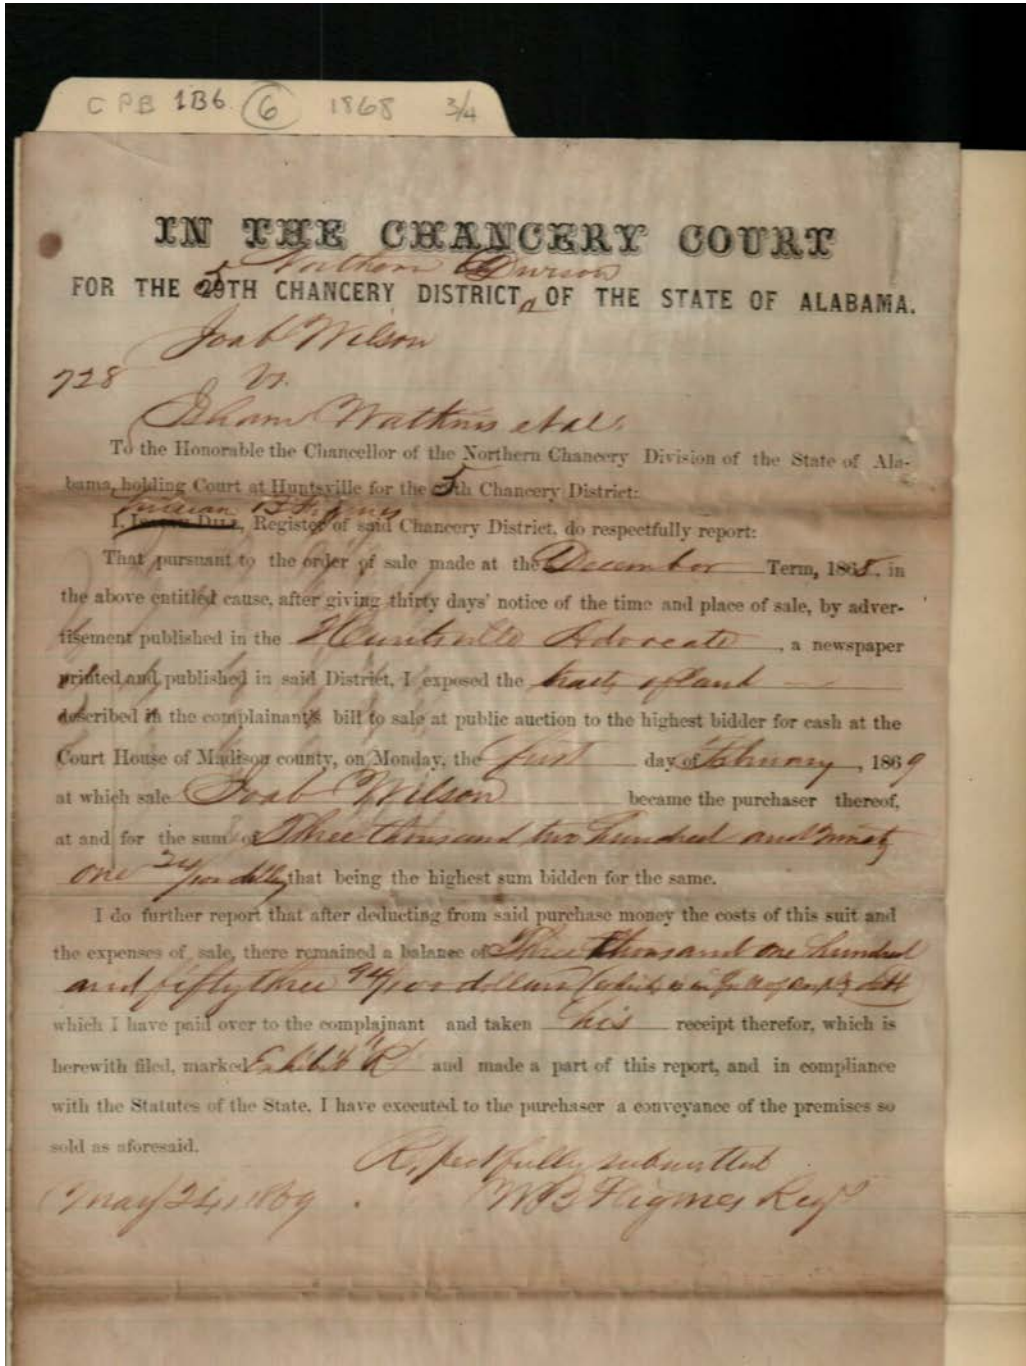 CPB 1B6 6 1868 3/4
IN THE CHANCERY COURT
Northern Division
FOR THE 5TH CHANCERY DISTRICT, OF THE STATE OF ALABAMA.
Joab Wilson
728 vs.
Isham Watkins et als.
To the Honorable the Chancellor of the Northern Chancery Division of the State of Ala-
bama, holding Court at Huntsville for the 5th Chancery District:
William B Figures
I, Register of said Chancery District, do respectfully report:
That pursuant to the order of sale made at the December Term, 1868, in
the above entitled cause, after giving thirty days' notice of the time and place of sale, by adver-
tisement published in the Huntsville Advocate, a newspaper
printed and published in said District, I exposed the tracts of land
described in the complainant's bill to sale at public auction to the highest bidder for cash at the
Court House of Madison county, on Monday, the first day of February, 1869
at which sale Joab Wilson became the purchaser thereof,
at and for the sum of Three thousand two hundred and ninety
one 24/100 dolls, that being the highest sum bidden for the same.
I do further report that after deducting from said purchase money the costs of this suit and
the expenses of sale, there remained a balance of Three thousand one hundred
and fifty three 94/100 dollars (which is in debt)
which I have paid over to the complainant and taken his receipt therefor, which is
herewith filed, marked Exhibit "R" and made a part of this report, and in compliance
with the Statutes of the State, I have executed to the purchaser a conveyance of the premises so
sold as aforesaid.
Respectfully submitted
May 24, 1869. W B Figures Regr